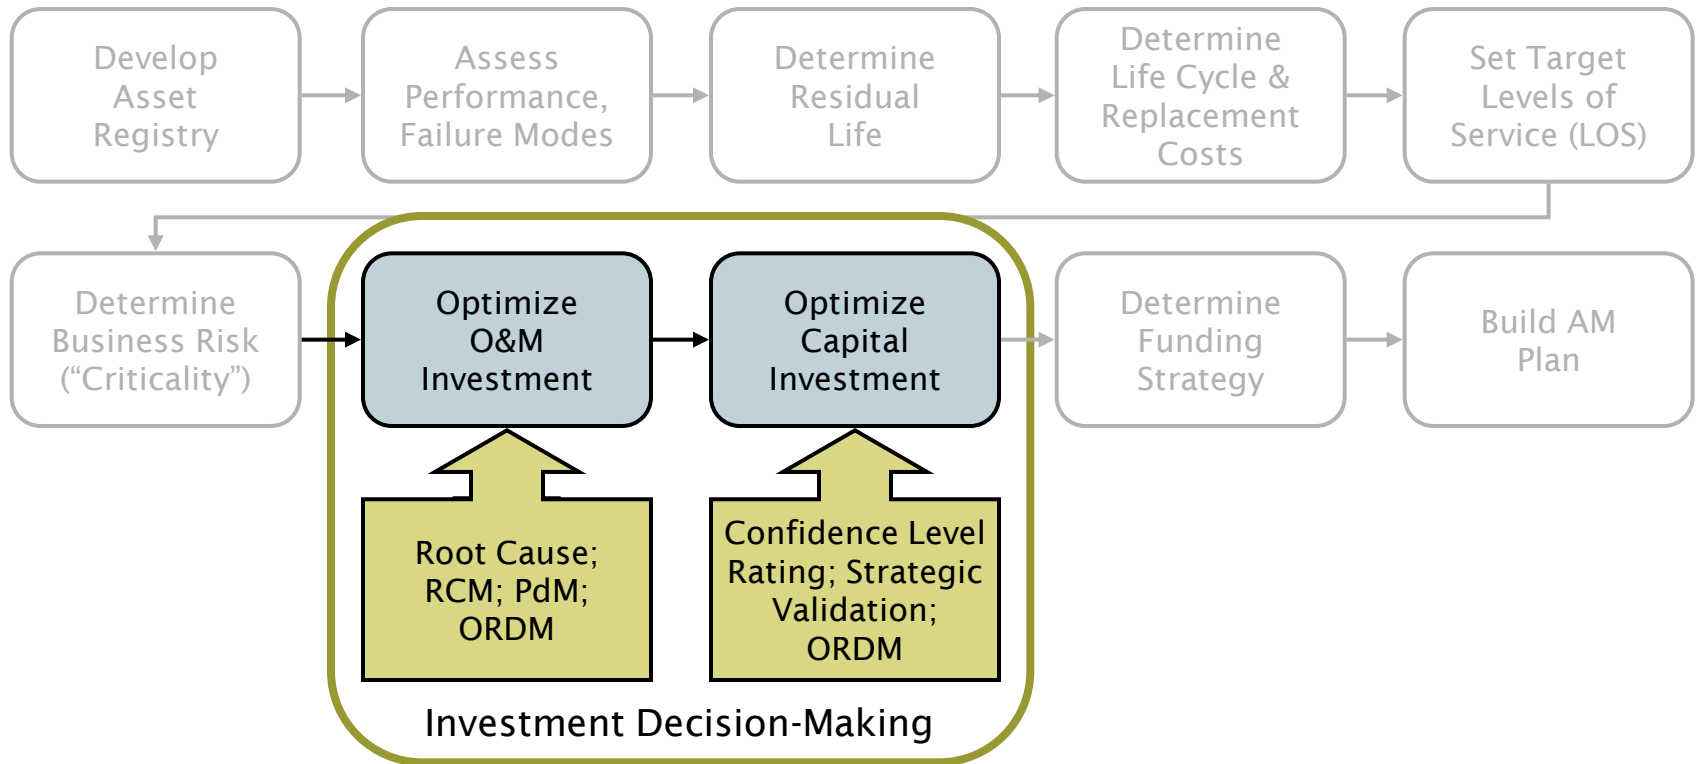 Develop
Asset
Registry
Assess
Performance,
Failure Modes
Determine
Residual
Life
Determine
Life Cycle &
Replacement
Costs
Set Target
Levels of
Service (LOS)
Determine
Business Risk
(“Criticality”)
Optimize
O&M
Investment
Optimize
Capital
Investment
Determine
Funding
Strategy
Build AM
Plan
Root Cause;
RCM; PdM;
ORDM
Confidence Level
Rating; Strategic
Validation;
ORDM
Investment Decision-Making